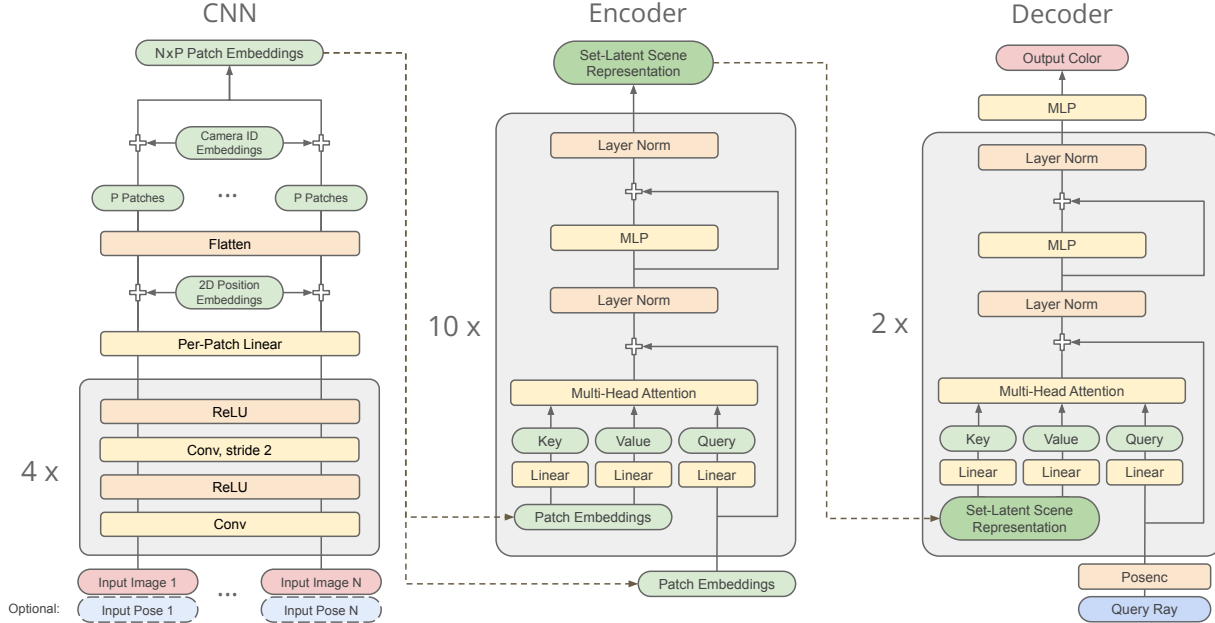 CNN
NxP Patch Embeddings
Camera ID
Embeddings
P Patches
...
P Patches
Flatten
2D Position
Embeddings
Per-Patch Linear
4 x
ReLU
Conv, stride 2
ReLU
Conv
Input Image 1
...
Input Image N
Optional:
Input Pose 1
Input Pose N
Encoder
Set-Latent Scene
Representation
10 x
Layer Norm
MLP
Layer Norm
Multi-Head Attention
Key
Value
Query
Linear
Linear
Linear
Patch Embeddings
Patch Embeddings
Decoder
Output Color
MLP
2 x
Layer Norm
MLP
Layer Norm
Multi-Head Attention
Key
Value
Query
Linear
Linear
Linear
Set-Latent Scene
Representation
Posenc
Query Ray